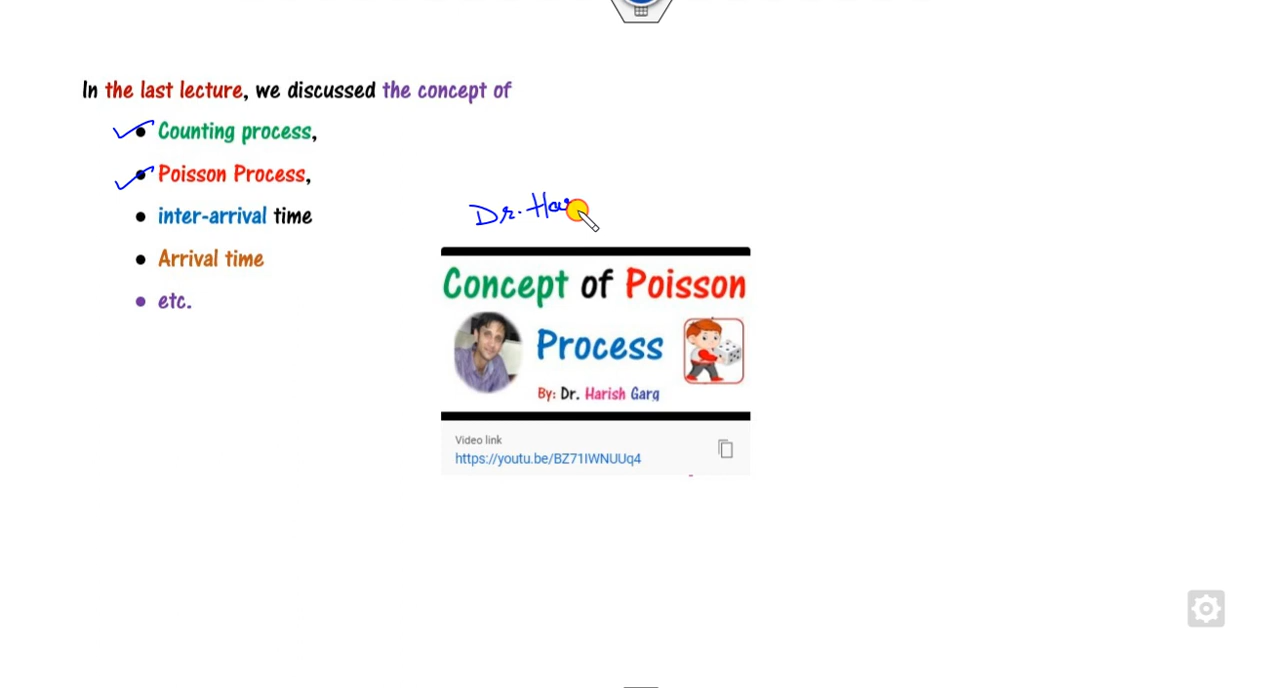 In the last lecture, we discussed the concept of
• Counting process,
• Poisson Process,
• inter-arrival time
• Arrival time
• etc.
Dr. Har
Concept of Poisson
Process
By: Dr. Harish Garg
Video link
https://youtu.be/BZ71IWNUUq4